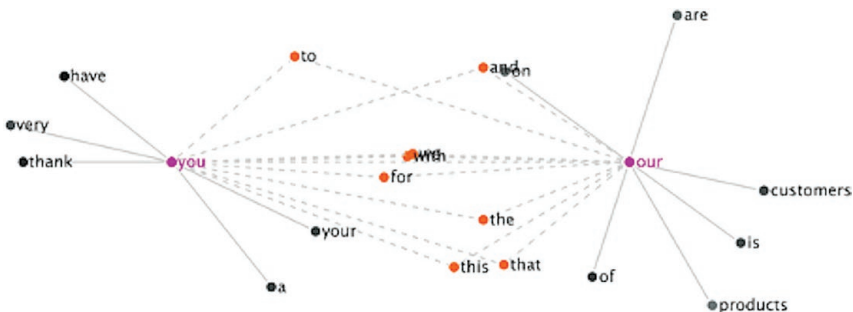 are
to
and
on
have
very
we
with
thank
you
our
for
customers
the
your
is
this
that
of
a
products